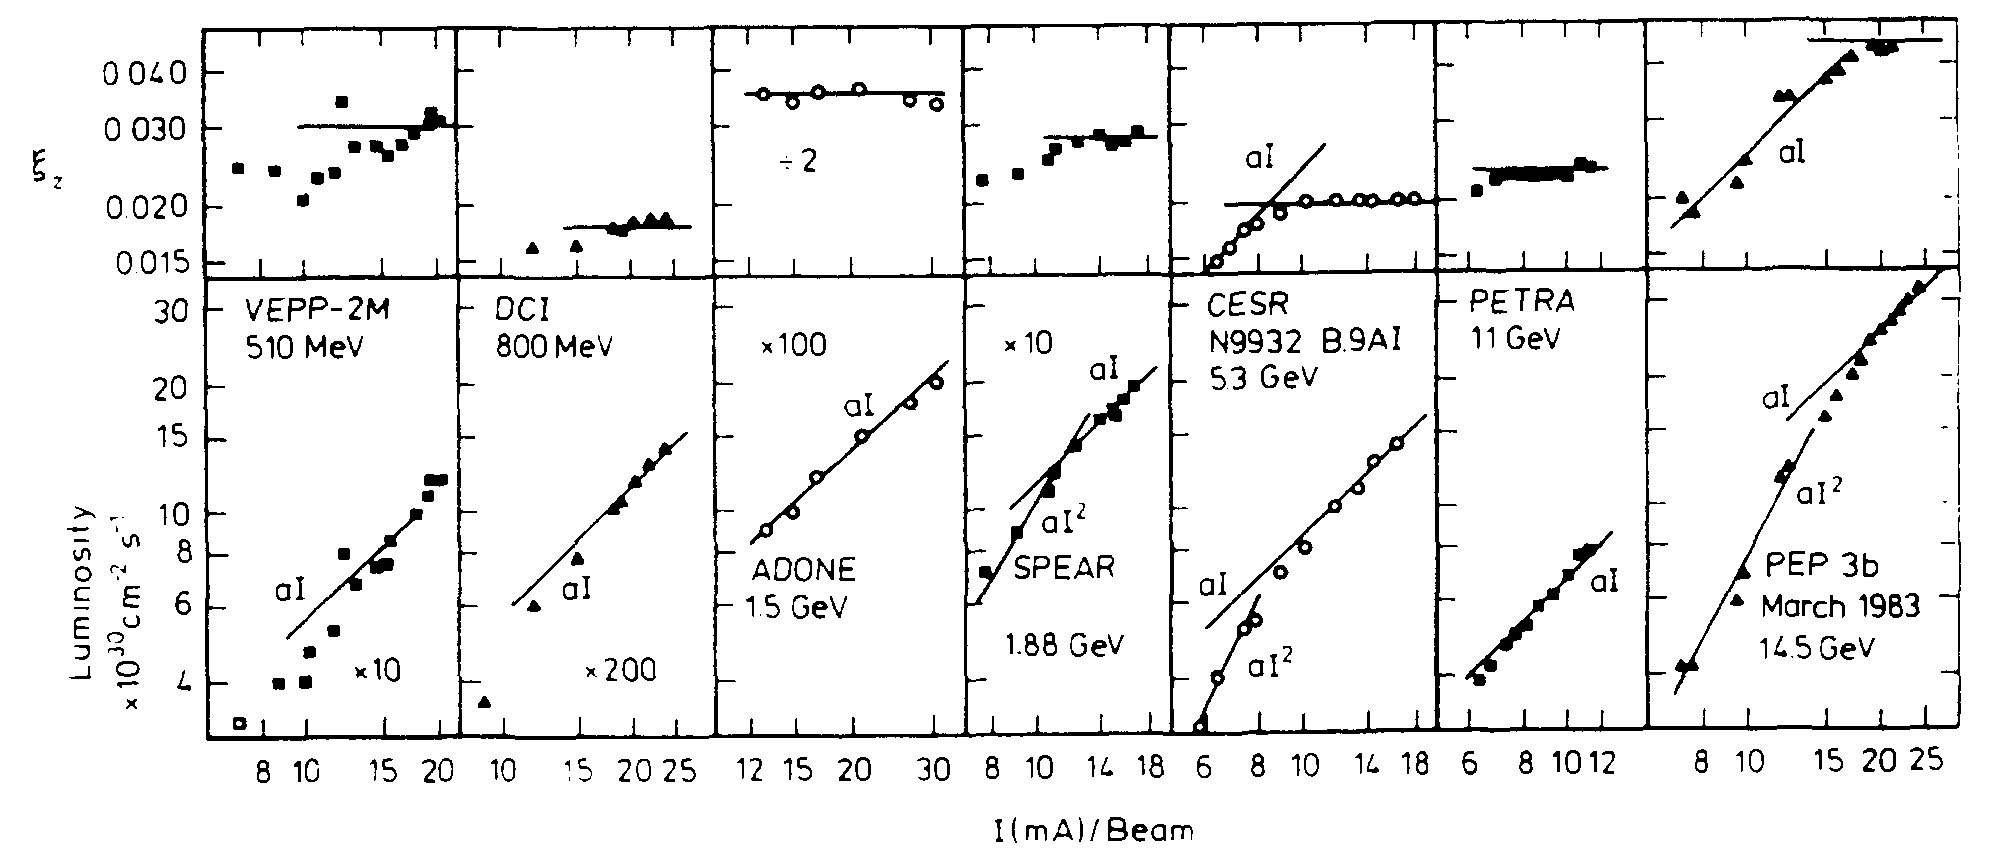 0 040
0 030
0 020
0 015
ξz
÷2
aI
aI
30
20
15
10
8
6
4
Luminosity
×10³⁰cm⁻² s⁻¹
VEPP-2M
510 MeV
aI
×10
DCI
800 MeV
aI
×200
×100
aI
ADONE
1.5 GeV
×10
aI
aI²
SPEAR
1.88 GeV
CESR
N9932 B.9AI
53 GeV
aI
aI²
PETRA
11 GeV
aI
aI
aI²
PEP 3b
March 1983
14.5 GeV
8 10 15 20 15 20 25 12 15 20 30 8 10 14 18 6 8 10 14 18 6 8 10 12 8 10 15 20 25
10
I(mA)/Beam